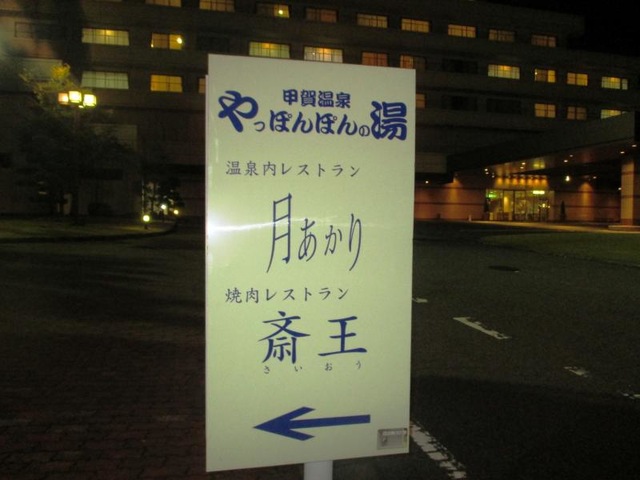 甲賀温泉
やっぽんぽんの湯
温泉内レストラン
月あかり
焼肉レストラン
斎王
さいおう